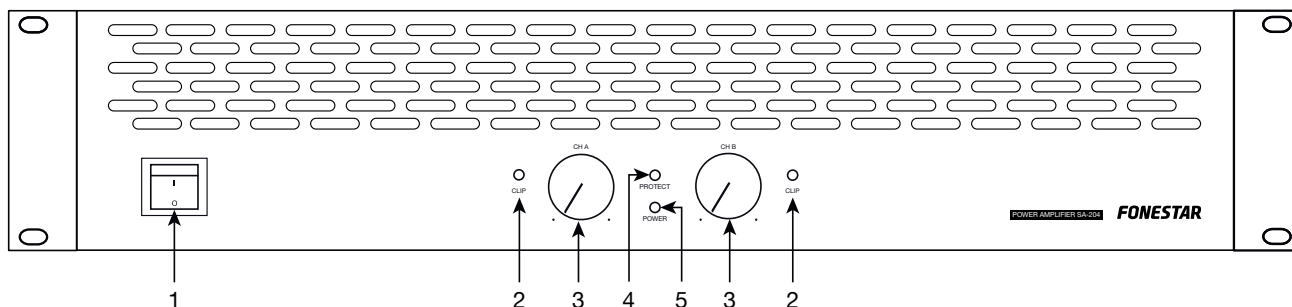 CH A
CH B
I
O
CLIP
PROTECT
CLIP
POWER
POWER AMPLIFIER SA-204 FONESTAR
1 2 3 4 5 3 2